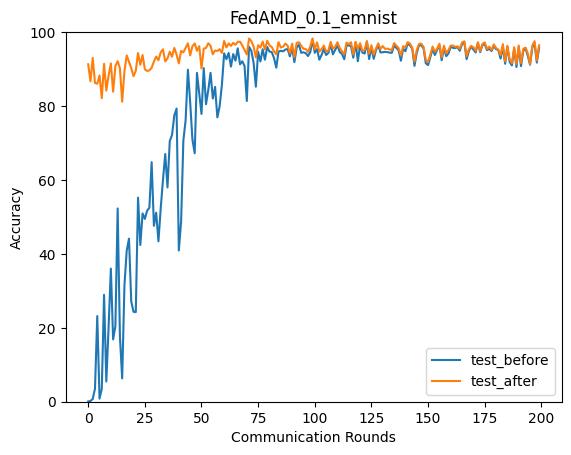 FedAMD_0.1_emnist
100
80
60
40
20
0
Accuracy
0 25 50 75 100 125 150 175 200
Communication Rounds
test_before
test_after